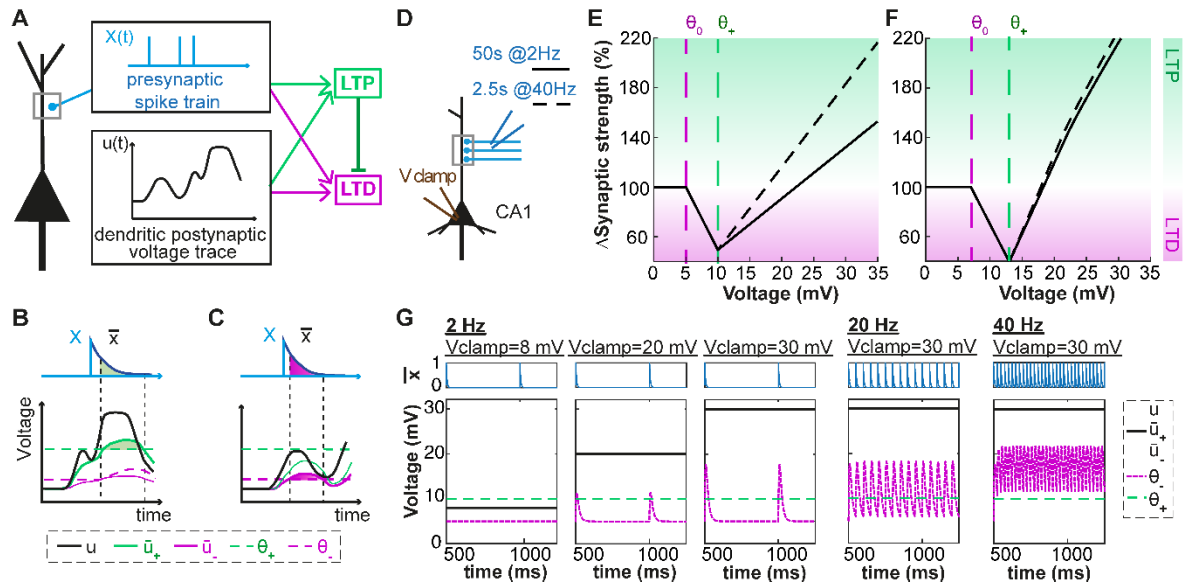 A
X(t)
presynaptic
spike train
u(t)
dendritic postynaptic
voltage trace
LTP
LTD
B
X
x̄
Voltage
time
C
X
x̄
time
u
ū₊
ū₋
θ₊
θ₋
D
50s @2Hz
2.5s @40Hz
V clamp
CA1
E
θ₀
θ₊
ΛSynaptic strength (%)
220
180
140
100
60
0
5
10
15
20
25
30
35
Voltage (mV)
F
θ₀
θ₊
220
180
140
100
60
0
5
10
15
20
25
30
35
Voltage (mV)
LTP
LTD
G
2 Hz
Vclamp=8 mV
Vclamp=20 mV
Vclamp=30 mV
20 Hz
Vclamp=30 mV
40 Hz
Vclamp=30 mV
x̄
1
0
Voltage (mV)
30
20
10
0
500
1000
time (ms)
500
1000
time (ms)
500
1000
time (ms)
500
1000
time (ms)
500
1000
time (ms)
u
ū₊
ū₋
θ₋
θ₊